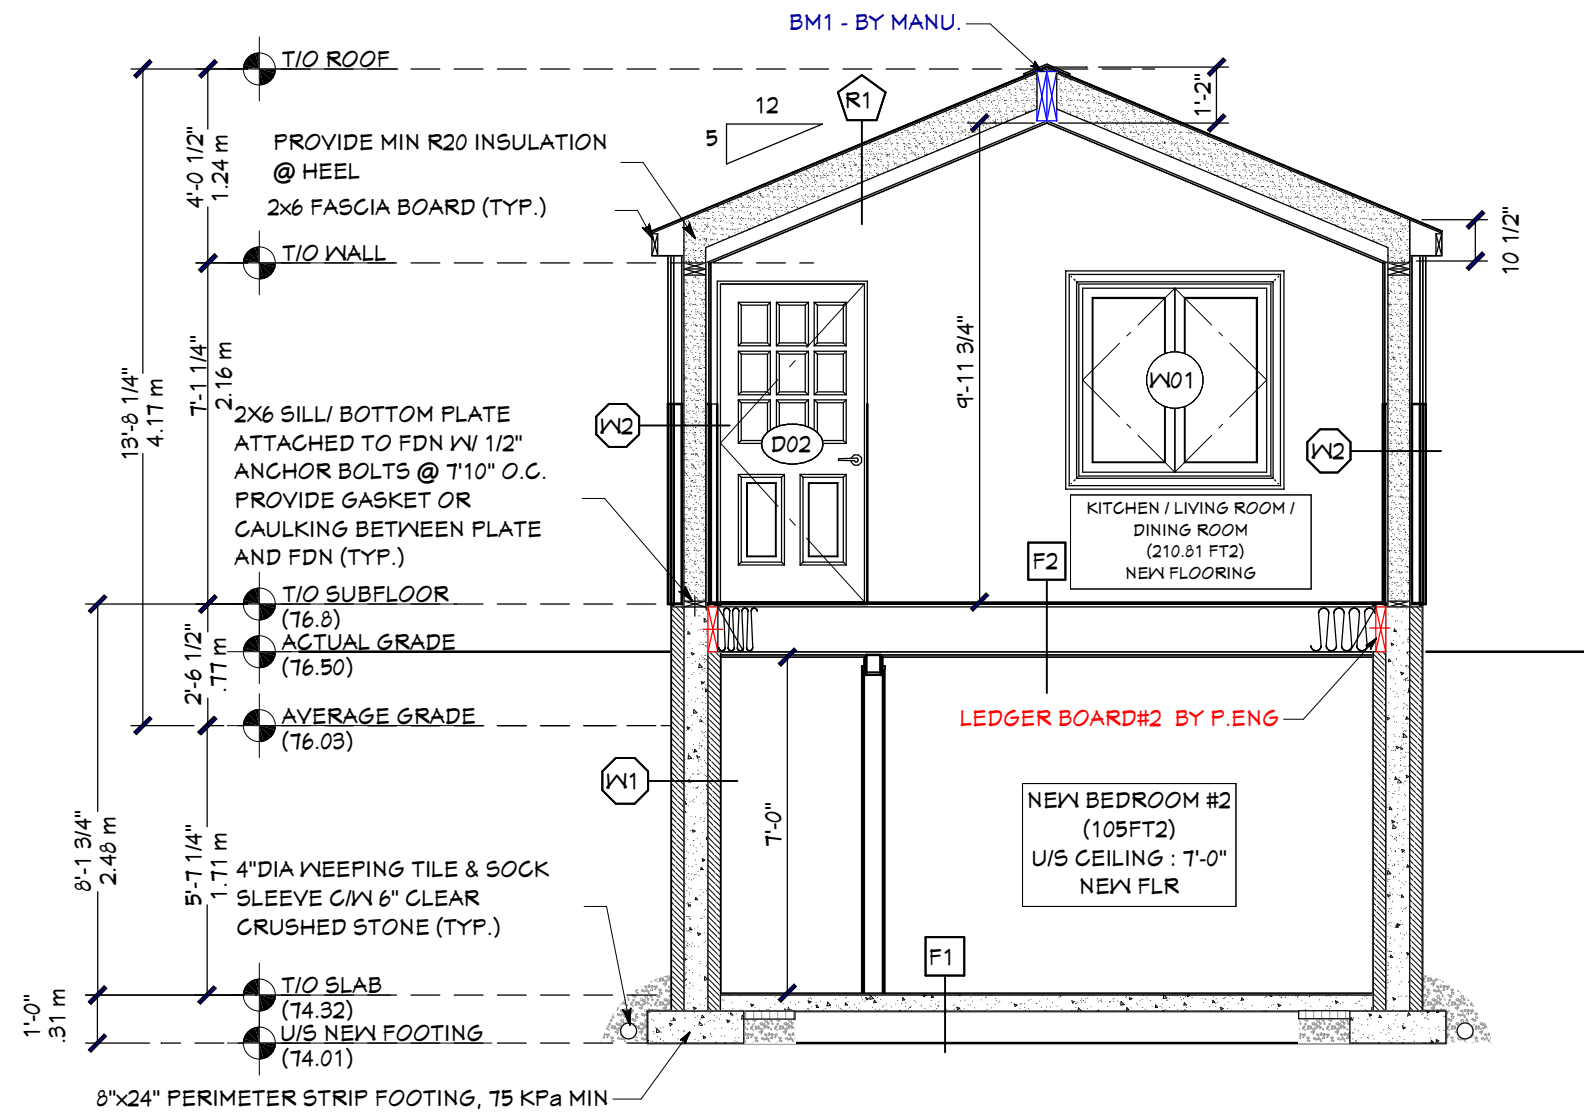 BM1 - BY MANU.
T/O ROOF
12
5
R1
1'-2"
4'-0 1/2"
1.24 m
PROVIDE MIN R20 INSULATION
@ HEEL
2x6 FASCIA BOARD (TYP.)
T/O WALL
10 1/2"
13'-8 1/4"
4.17 m
7'-1 1/4"
2.16 m
9'-11 3/4"
W01
2X6 SILL/ BOTTOM PLATE
ATTACHED TO FDN W/ 1/2"
ANCHOR BOLTS @ 7'10" O.C.
PROVIDE GASKET OR
CAULKING BETWEEN PLATE
AND FDN (TYP.)
W2
D02
W2
KITCHEN / LIVING ROOM /
DINING ROOM
(210.81 FT2)
NEW FLOORING
F2
T/O SUBFLOOR
(76.8)
ACTUAL GRADE
(76.50)
2'-6 1/2"
.77 m
AVERAGE GRADE
(76.03)
LEDGER BOARD#2 BY P.ENG
W1
7'-0"
NEW BEDROOM #2
(105FT2)
U/S CEILING : 7'-0"
NEW FLR
8'-1 3/4"
2.48 m
5'-7 1/4"
1.71 m
4"DIA WEEPING TILE & SOCK
SLEEVE C/W 6" CLEAR
CRUSHED STONE (TYP.)
F1
T/O SLAB
(74.32)
1'-0"
.31 m
U/S NEW FOOTING
(74.01)
8"x24" PERIMETER STRIP FOOTING, 75 KPa MIN